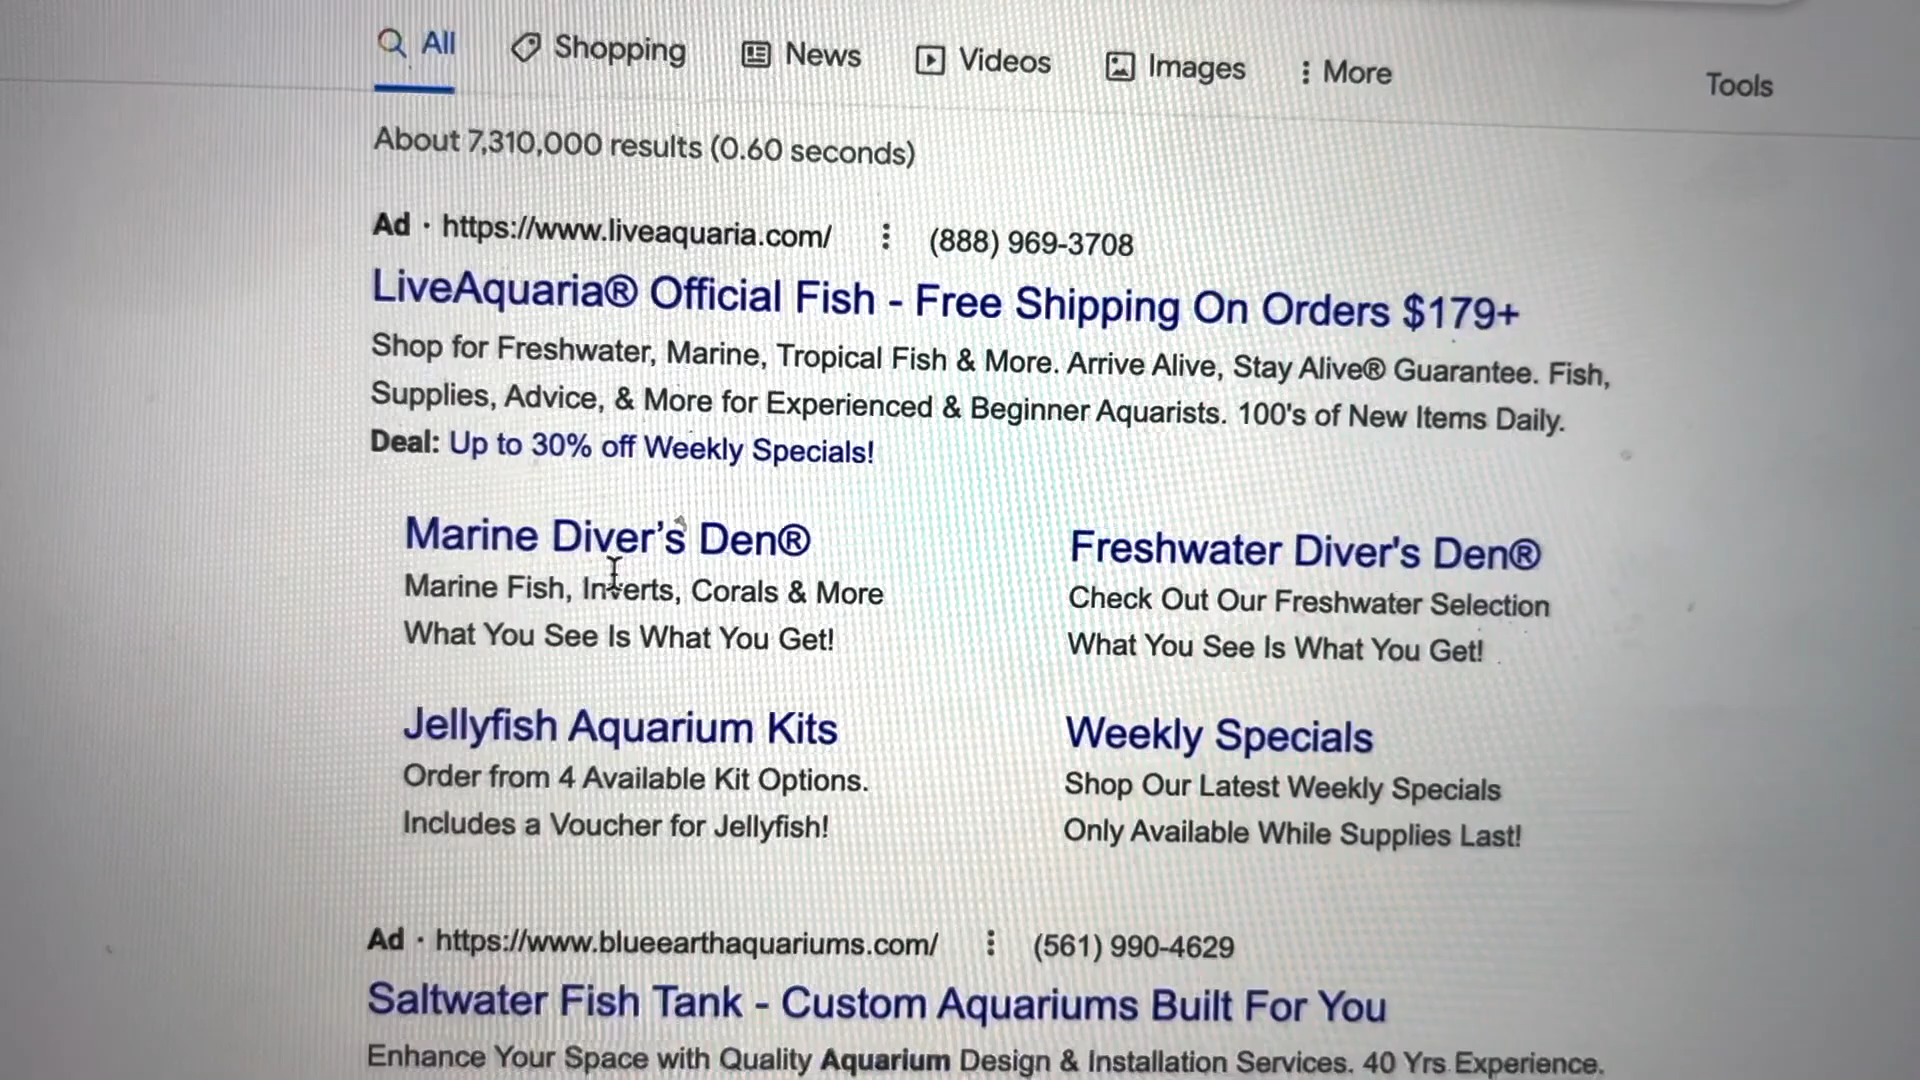 All Shopping News Videos Images More Tools
About 7,310,000 results (0.60 seconds)
Ad · https://www.liveaquaria.com/ (888) 969-3708
LiveAquaria® Official Fish - Free Shipping On Orders $179+
Shop for Freshwater, Marine, Tropical Fish & More. Arrive Alive, Stay Alive® Guarantee. Fish,
Supplies, Advice, & More for Experienced & Beginner Aquarists. 100's of New Items Daily.
Deal: Up to 30% off Weekly Specials!
Marine Diver’s Den®
Marine Fish, Inverts, Corals & More
What You See Is What You Get!
Freshwater Diver's Den®
Check Out Our Freshwater Selection
What You See Is What You Get!
Jellyfish Aquarium Kits
Order from 4 Available Kit Options.
Includes a Voucher for Jellyfish!
Weekly Specials
Shop Our Latest Weekly Specials
Only Available While Supplies Last!
Ad · https://www.blueearthaquariums.com/ (561) 990-4629
Saltwater Fish Tank - Custom Aquariums Built For You
Enhance Your Space with Quality Aquarium Design & Installation Services. 40 Yrs Experience.